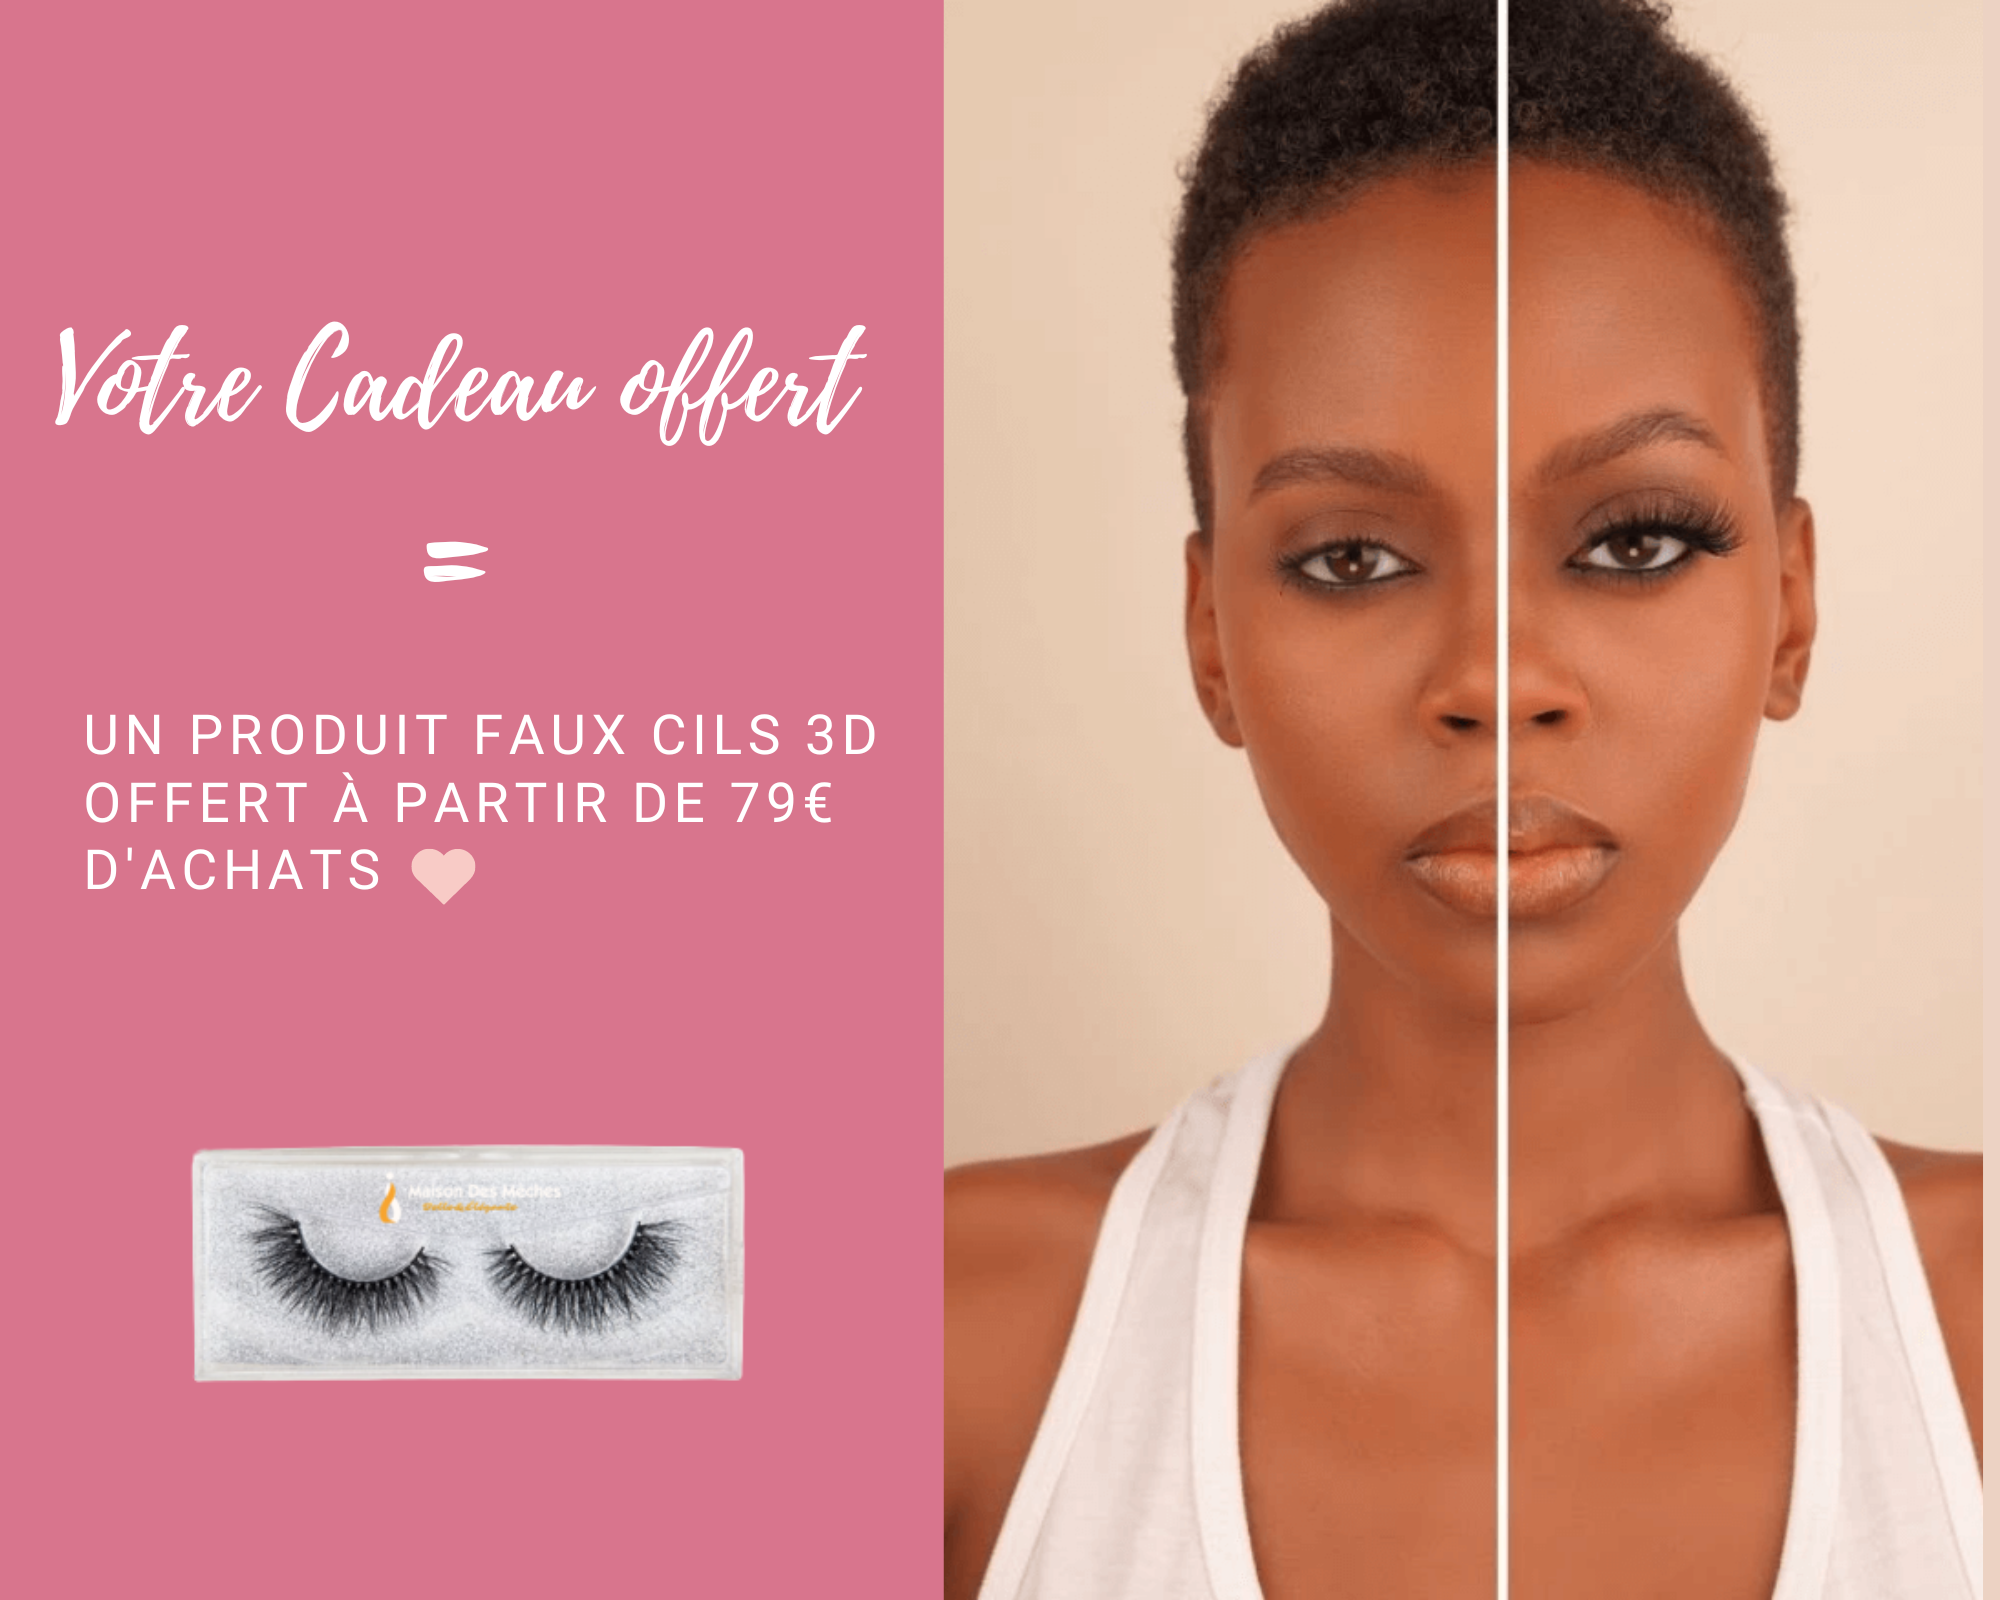 Votre Cadeau offert
=
UN PRODUIT FAUX CILS 3D
OFFERT À PARTIR DE 79€
D'ACHATS
Maison Des Mèches